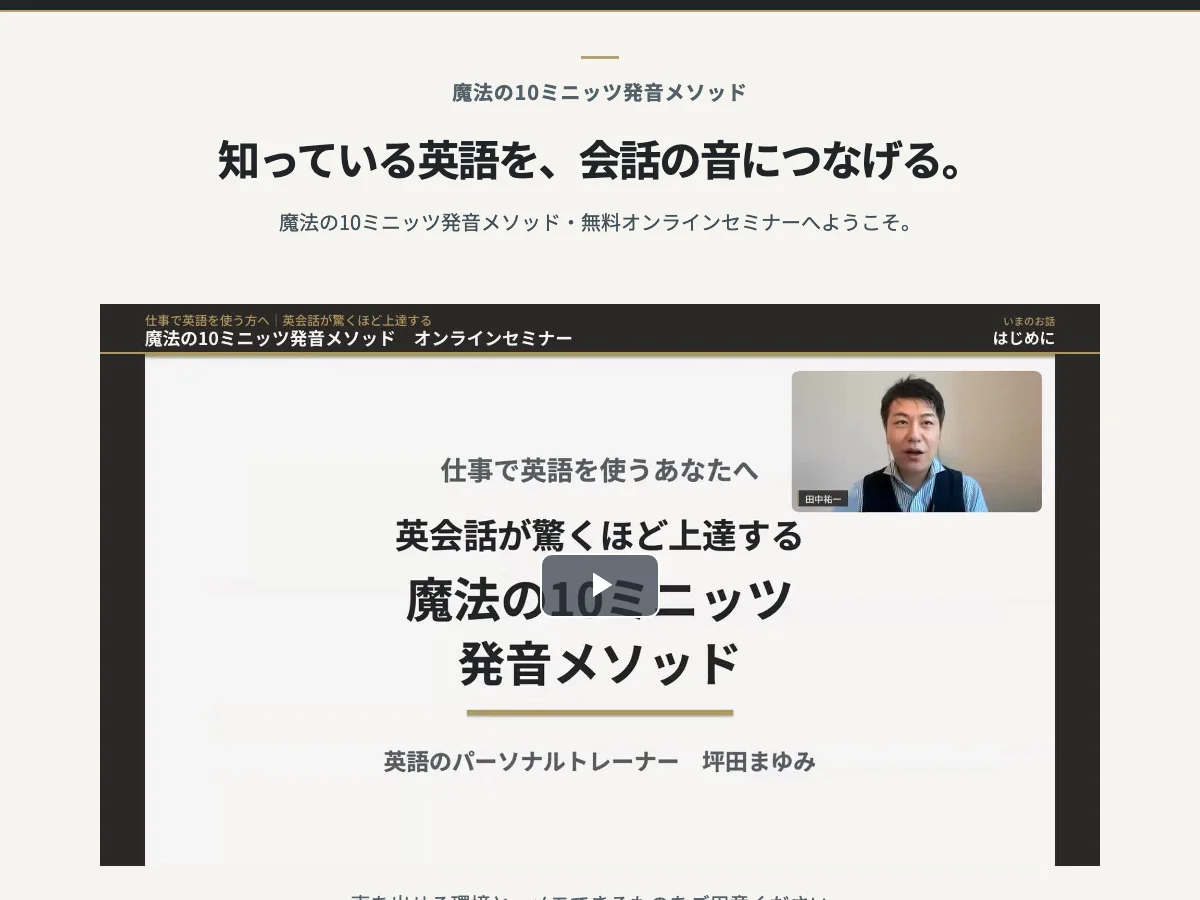 魔法の10ミニッツ発音メソッド
知っている英語を、会話の音につなげる。
魔法の10ミニッツ発音メソッド・無料オンラインセミナーへようこそ。
仕事で英語を使う方へ｜英会話が驚くほど上達する
魔法の10ミニッツ発音メソッド　オンラインセミナー
いまのお話
はじめに
田中祐一
仕事で英語を使うあなたへ
英会話が驚くほど上達する
魔法の10ミニッツ
発音メソッド
英語のパーソナルトレーナー　坪田まゆみ